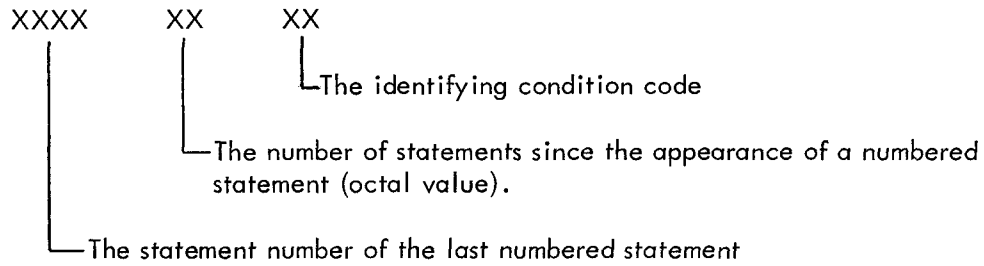 XXXX XX XX
The identifying condition code
The number of statements since the appearance of a numbered
statement (octal value).
The statement number of the last numbered statement